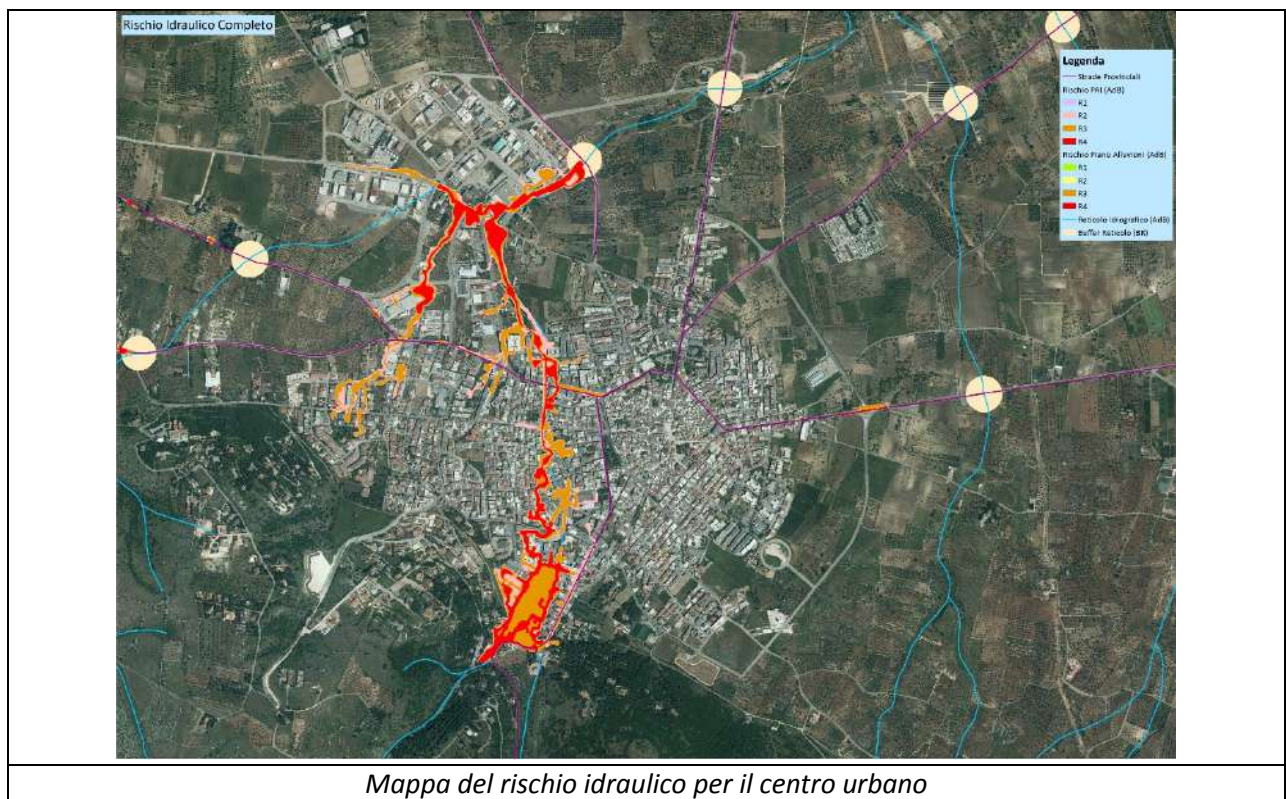 Rischio Idraulico Completo
Legenda
Strade Provinciali
Rischio PAI (AdB)
R1
R2
R3
R4
Rischio Piano Alluvioni (AdB)
R1
R2
R3
R4
Reticolo Idrografico (AdB)
Buffer Reticolo (BR)
Mappa del rischio idraulico per il centro urbano